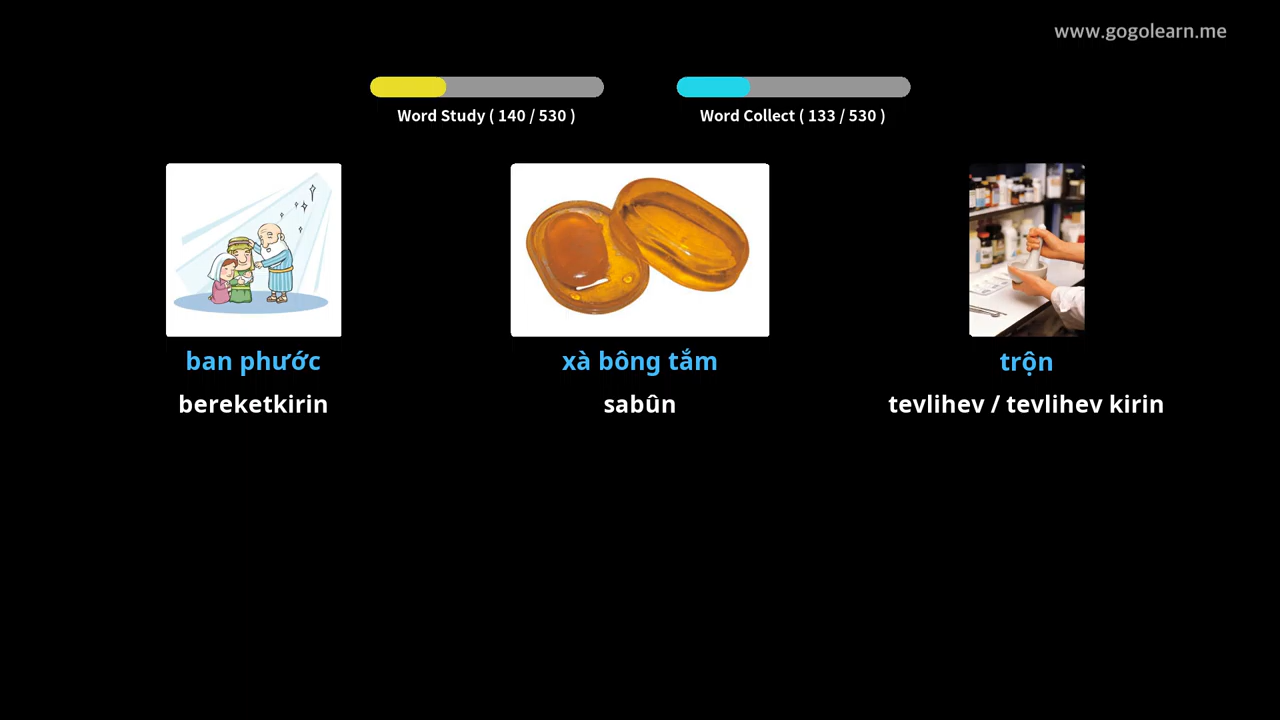 www.gogolearn.me
Word Study ( 140 / 530 )
Word Collect ( 133 / 530 )
ban phước
xà bông tắm
trộn
bereketkirin
sabûn
tevlihev / tevlihev kirin